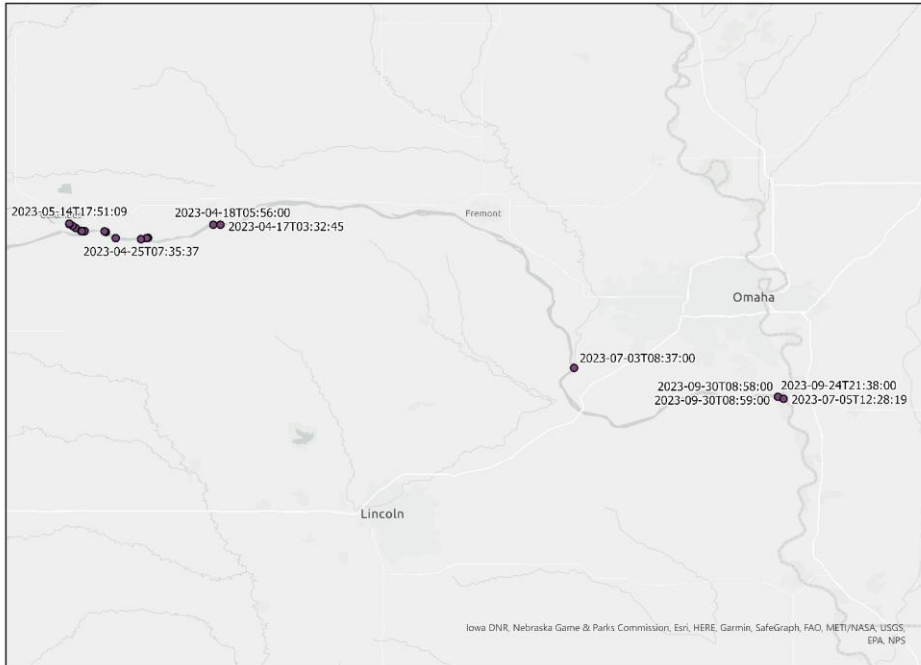 2023-05-14T17:51:09
2023-04-18T05:56:00
Fremont
2023-04-17T03:32:45
2023-04-25T07:35:37
Omaha
2023-07-03T08:37:00
2023-09-30T08:58:00
2023-09-24T21:38:00
2023-09-30T08:59:00
2023-07-05T12:28:19
Lincoln
Iowa DNR, Nebraska Game & Parks Commission, Esri, HERE, Garmin, SafeGraph, FAO, METI/NASA, USGS,
EPA, NPS